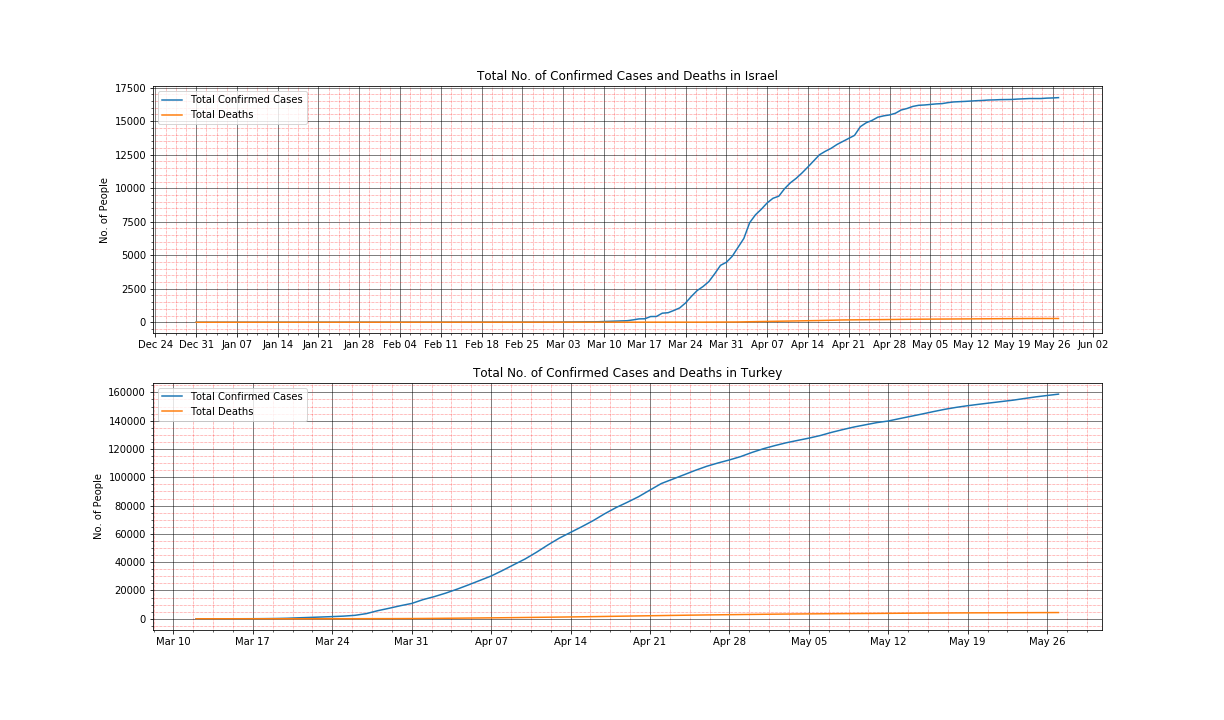 Total No. of Confirmed Cases and Deaths in Israel
17500
15000
12500
10000
7500
5000
2500
0
No. of People
Total Confirmed Cases
Total Deaths
Dec 24 Dec 31 Jan 07 Jan 14 Jan 21 Jan 28 Feb 04 Feb 11 Feb 18 Feb 25 Mar 03 Mar 10 Mar 17 Mar 24 Mar 31 Apr 07 Apr 14 Apr 21 Apr 28 May 05 May 12 May 19 May 26 Jun 02
Total No. of Confirmed Cases and Deaths in Turkey
160000
140000
120000
100000
80000
60000
40000
20000
0
No. of People
Total Confirmed Cases
Total Deaths
Mar 10 Mar 17 Mar 24 Mar 31 Apr 07 Apr 14 Apr 21 Apr 28 May 05 May 12 May 19 May 26